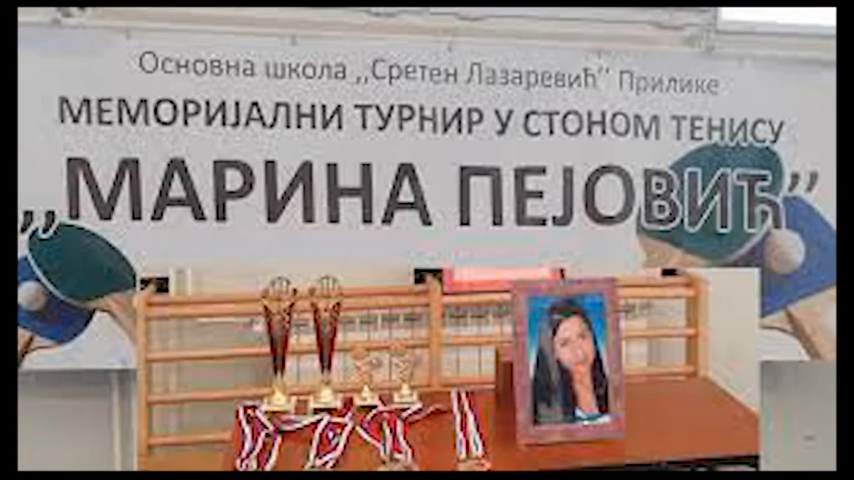 Основна школа ,,Сретен Лазаревић'' Прилике
МЕМОРИЈАЛНИ ТУРНИР У СТОНОМ ТЕНИСУ
,,МАРИНА ПЕЈОВИЋ''